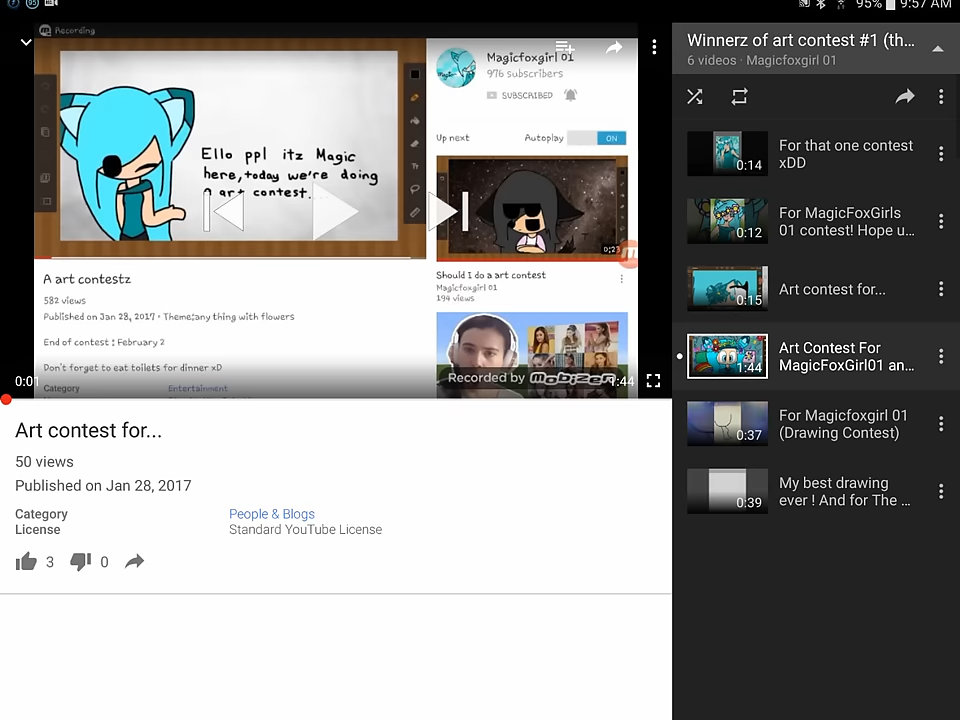 95% 9:57 AM
Recording
Magicfoxgirl 01
976 subscribers
SUBSCRIBED
Up next Autoplay ON
Ello ppl itz Magic
here, today we're doing
A art contest.
0:23
Should I do a art contest
Magicfoxgirl 01
194 views
A art contestz
582 views
Published on Jan 28, 2017 • Theme:any thing with flowers
End of contest : February 2
Don't forget to eat toilets for dinner xD
Category Entertainment
Recorded by mobizen
0:01 1:44
Art contest for...
50 views
Published on Jan 28, 2017
Category People & Blogs
License Standard YouTube License
3 0
Winnerz of art contest #1 (th...
6 videos · Magicfoxgirl 01
0:14
For that one contest
xDD
0:12
For MagicFoxGirls
01 contest! Hope u...
0:15
Art contest for...
1:44
Art Contest For
MagicFoxGirl01 an...
0:37
For Magicfoxgirl 01
(Drawing Contest)
0:39
My best drawing
ever ! And for The ...